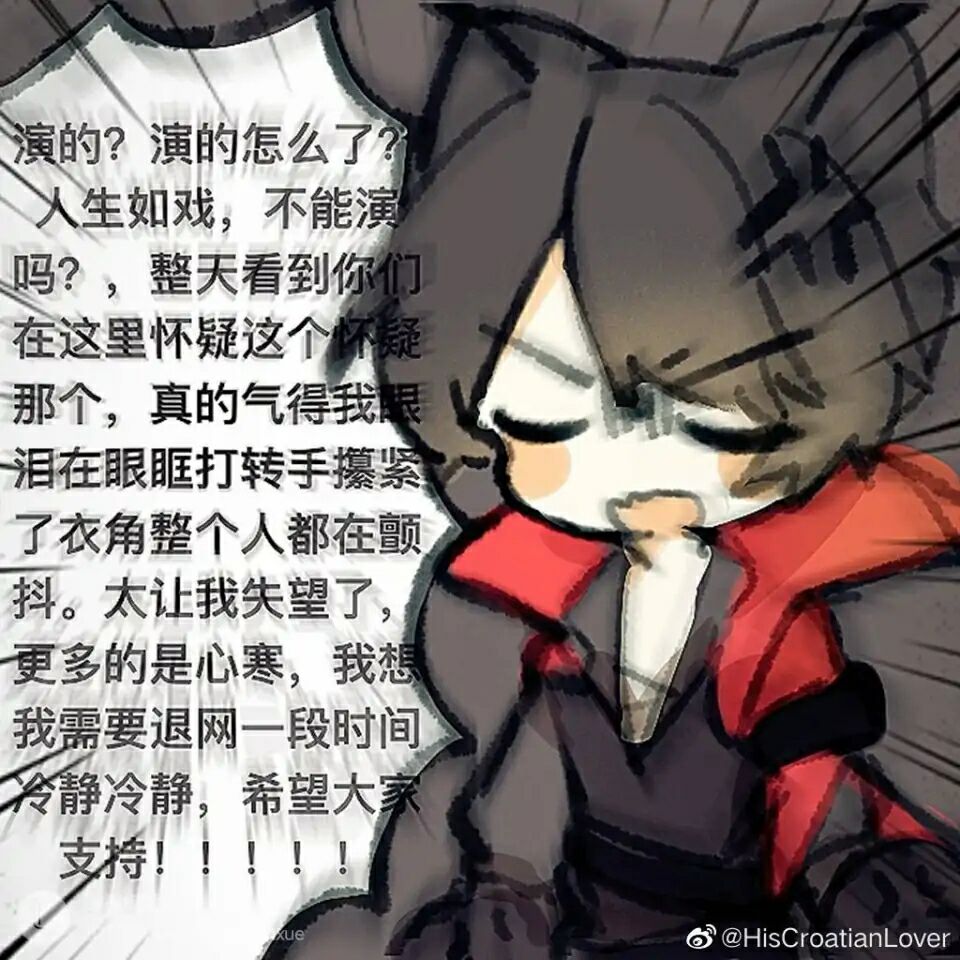 演的？演的怎么了？
人生如戏，不能演
吗？，整天看到你们
在这里怀疑这个怀疑
那个，真的气得我眼
泪在眼眶打转手攥紧
了衣角整个人都在颤
抖。太让我失望了，
更多的是心寒，我想
我需要退网一段时间
冷静冷静，希望大家
支持！！！！！
@HisCroatianLover